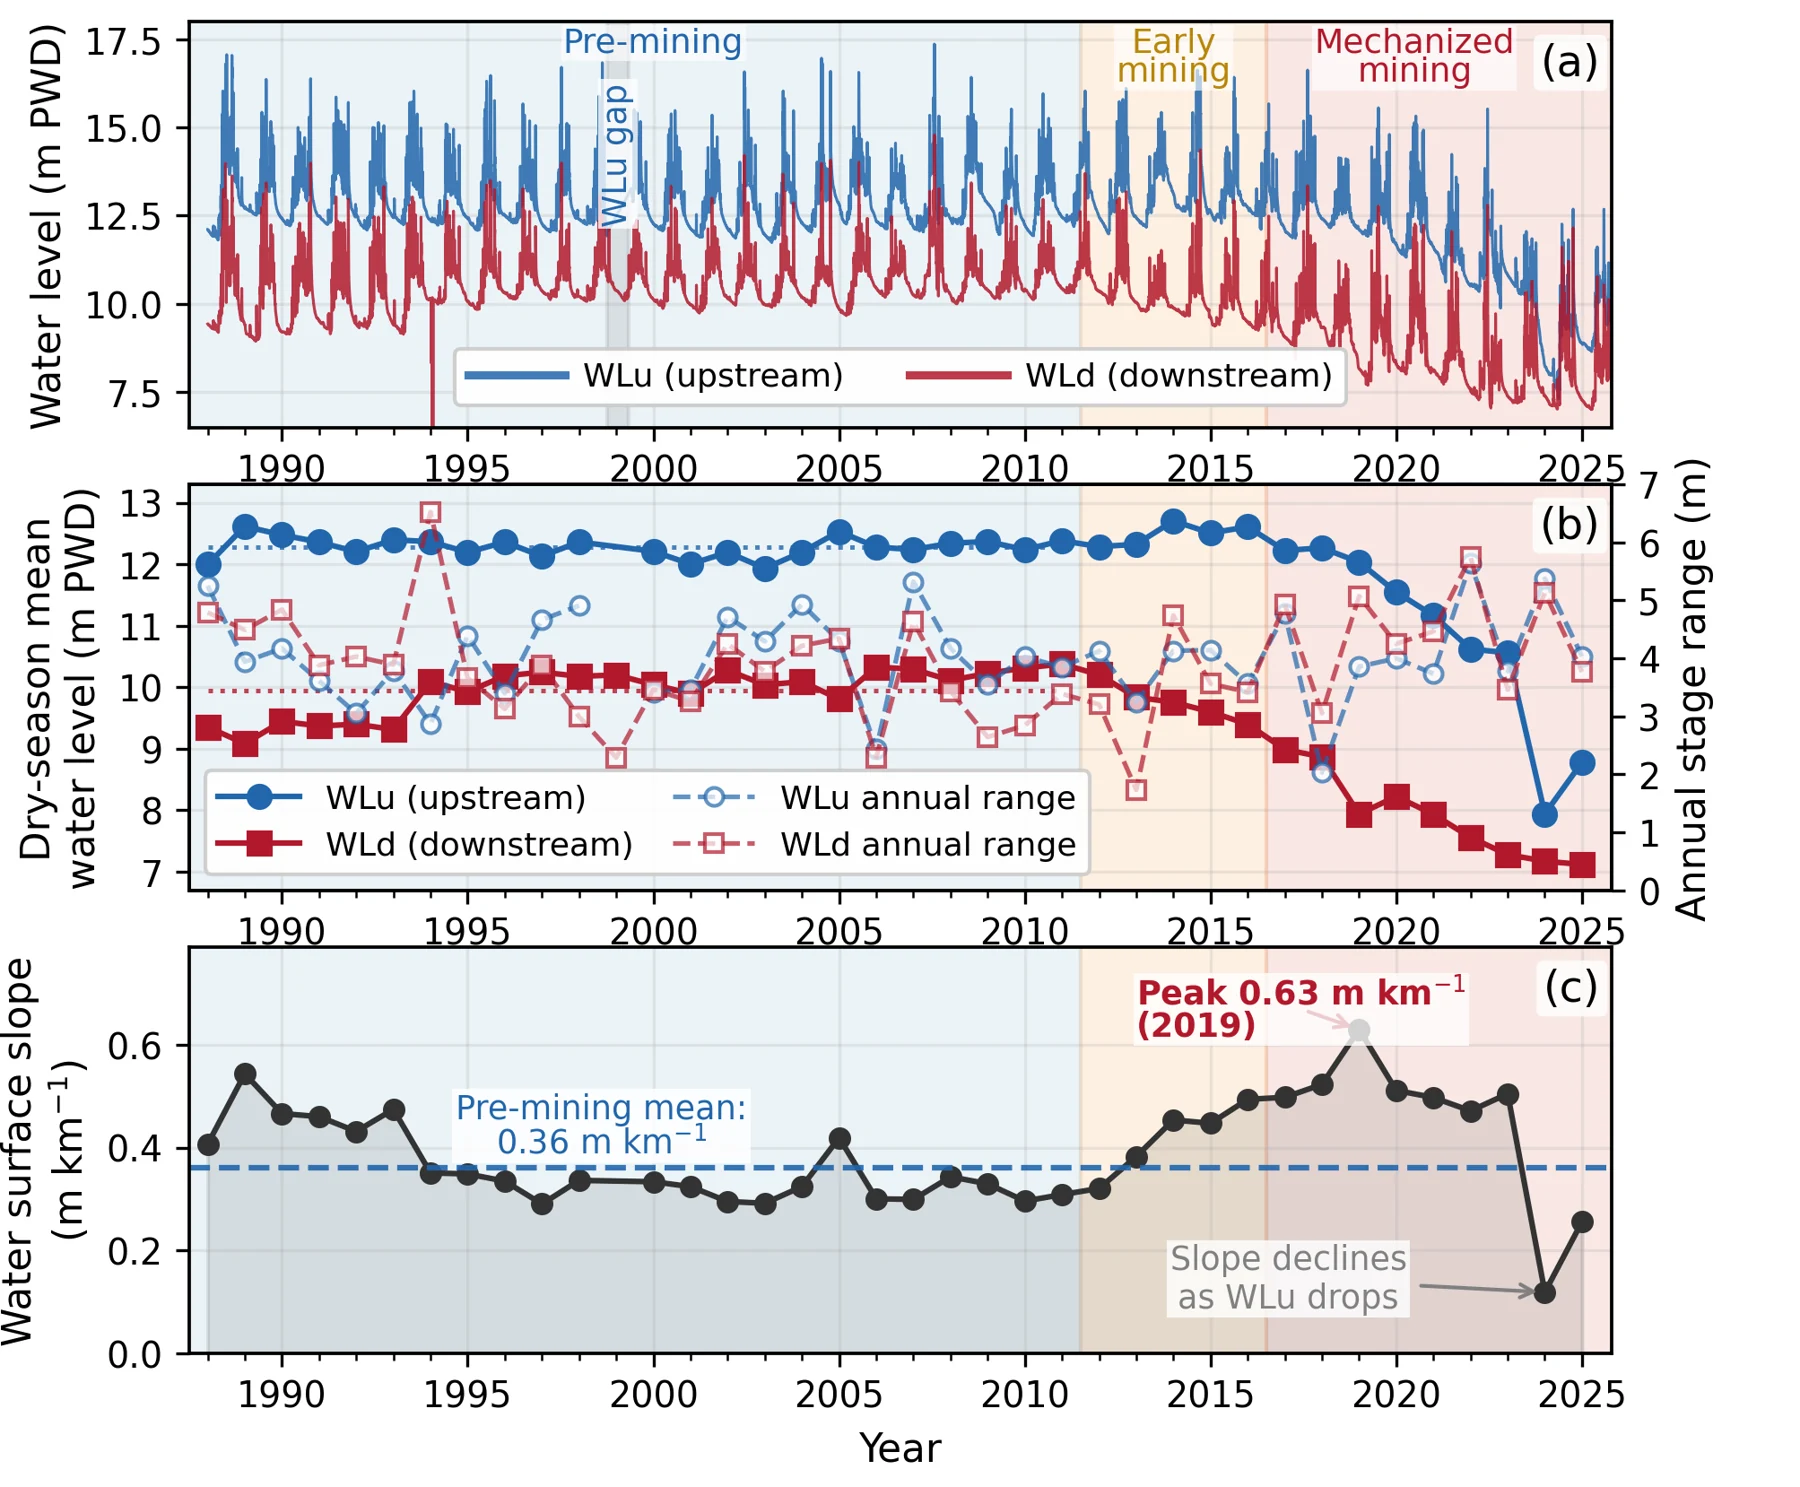 Water level (m PWD)
17.5
15.0
12.5
10.0
7.5
Pre-mining
Early
mining
Mechanized
mining
(a)
WLu gap
WLu (upstream)
WLd (downstream)
1990 1995 2000 2005 2010 2015 2020 2025
Dry-season mean
water level (m PWD)
13
12
11
10
9
8
7
(b)
WLu (upstream)
WLd (downstream)
WLu annual range
WLd annual range
7
6
5
4
3
2
1
0
Annual stage range (m)
1990 1995 2000 2005 2010 2015 2020 2025
Water surface slope
(m km⁻¹)
0.6
0.4
0.2
0.0
Peak 0.63 m km⁻¹
(2019)
(c)
Pre-mining mean:
0.36 m km⁻¹
Slope declines
as WLu drops
1990 1995 2000 2005 2010 2015 2020 2025
Year